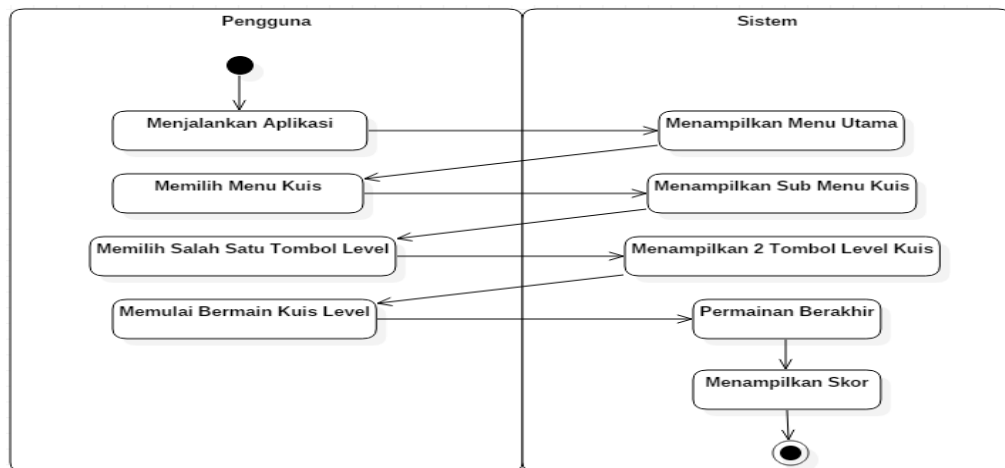 Pengguna
Sistem
Menjalankan Aplikasi
Menampilkan Menu Utama
Memilih Menu Kuis
Menampilkan Sub Menu Kuis
Memilih Salah Satu Tombol Level
Menampilkan 2 Tombol Level Kuis
Memulai Bermain Kuis Level
Permainan Berakhir
Menampilkan Skor